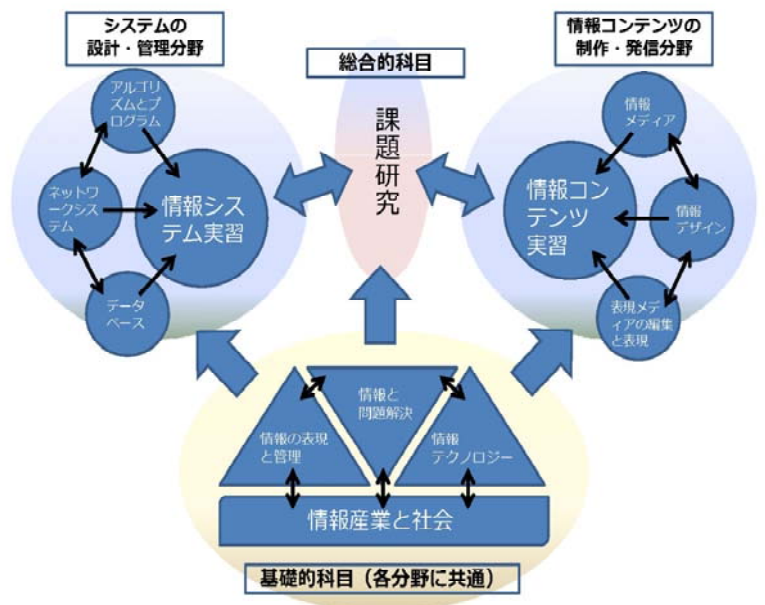 システムの
設計・管理分野
アルゴリ
ズムとプ
ログラム
ネットワ
ークシス
テム
情報シス
テム実習
データ
ベース
総合的科目
課題研究
情報コンテンツの
制作・発信分野
情報
メディア
情報コン
テンツ
実習
情報
デザイン
表現メデ
ィアの編集
と表現
情報と
問題解決
情報の表現
と管理
情報
テクノロジー
情報産業と社会
基礎的科目（各分野に共通）